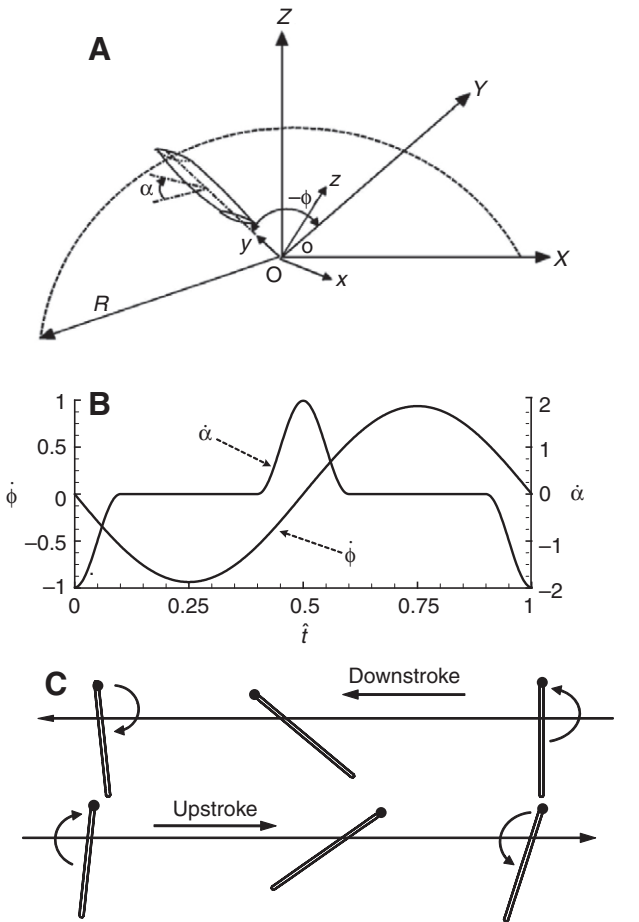 A
Z
Y
α
−ϕ
z
y
o
O
X
x
R
B
1
0.5
0
−0.5
−1
2
1
0
−1
−2
α̇
ϕ̇
ϕ̇
α̇
0
0.25
0.5
0.75
1
t̂
C
Downstroke
Upstroke